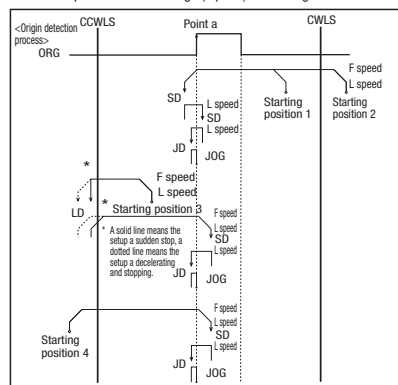 CCWLS
Point a
CWLS
<Origin detection
process>
ORG
F speed
L speed
SD
Starting
position 1
Starting
position 2
L speed
SD
L speed
JD
JOG
*
F speed
L speed
*
LD
Starting position 3
F speed
L speed
SD
L speed
* A solid line means the
setup a sudden stop, a
dotted line means the
setup a decelerating
and stopping.
JD
JOG
F speed
L speed
SD
L speed
Starting
position 4
JD
JOG